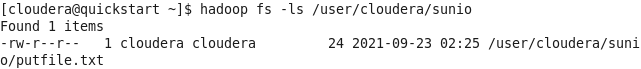 [cloudera@quickstart ~]$ hadoop fs -ls /user/cloudera/sunio
Found 1 items
-rw-r--r--   1 cloudera cloudera         24 2021-09-23 02:25 /user/cloudera/suni
o/putfile.txt